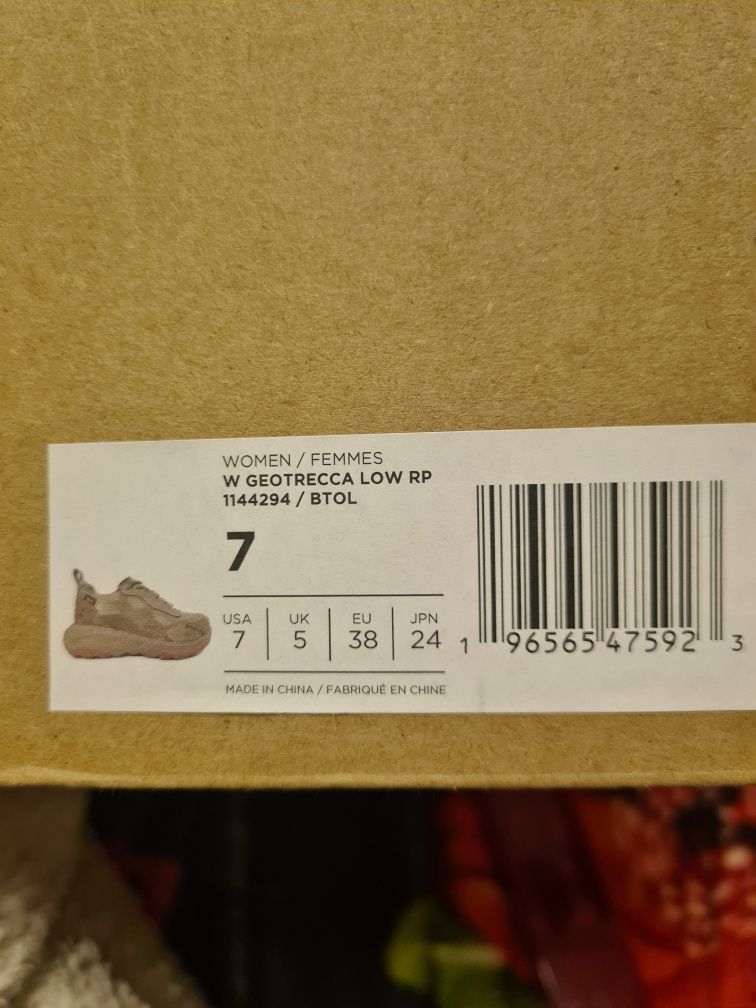 WOMEN / FEMMES
W GEOTRECCA LOW RP
1144294 / BTOL
7
USA UK EU JPN
7 5 38 24
MADE IN CHINA / FABRIQUÉ EN CHINE
1 96565 47592 3